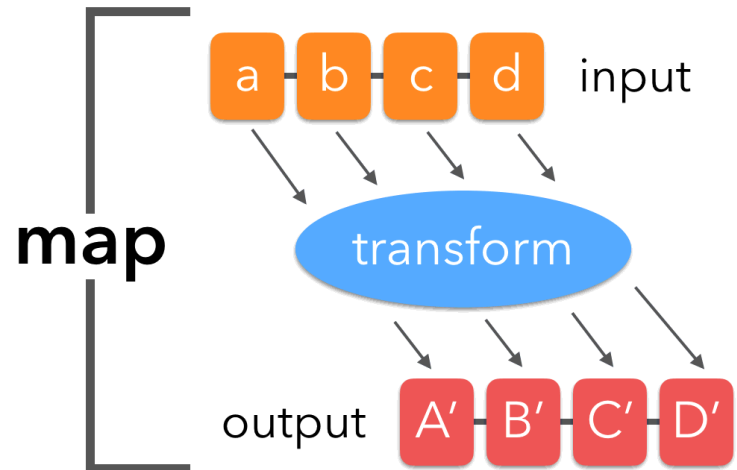 a b c d input
map
transform
output A′ B′ C′ D′